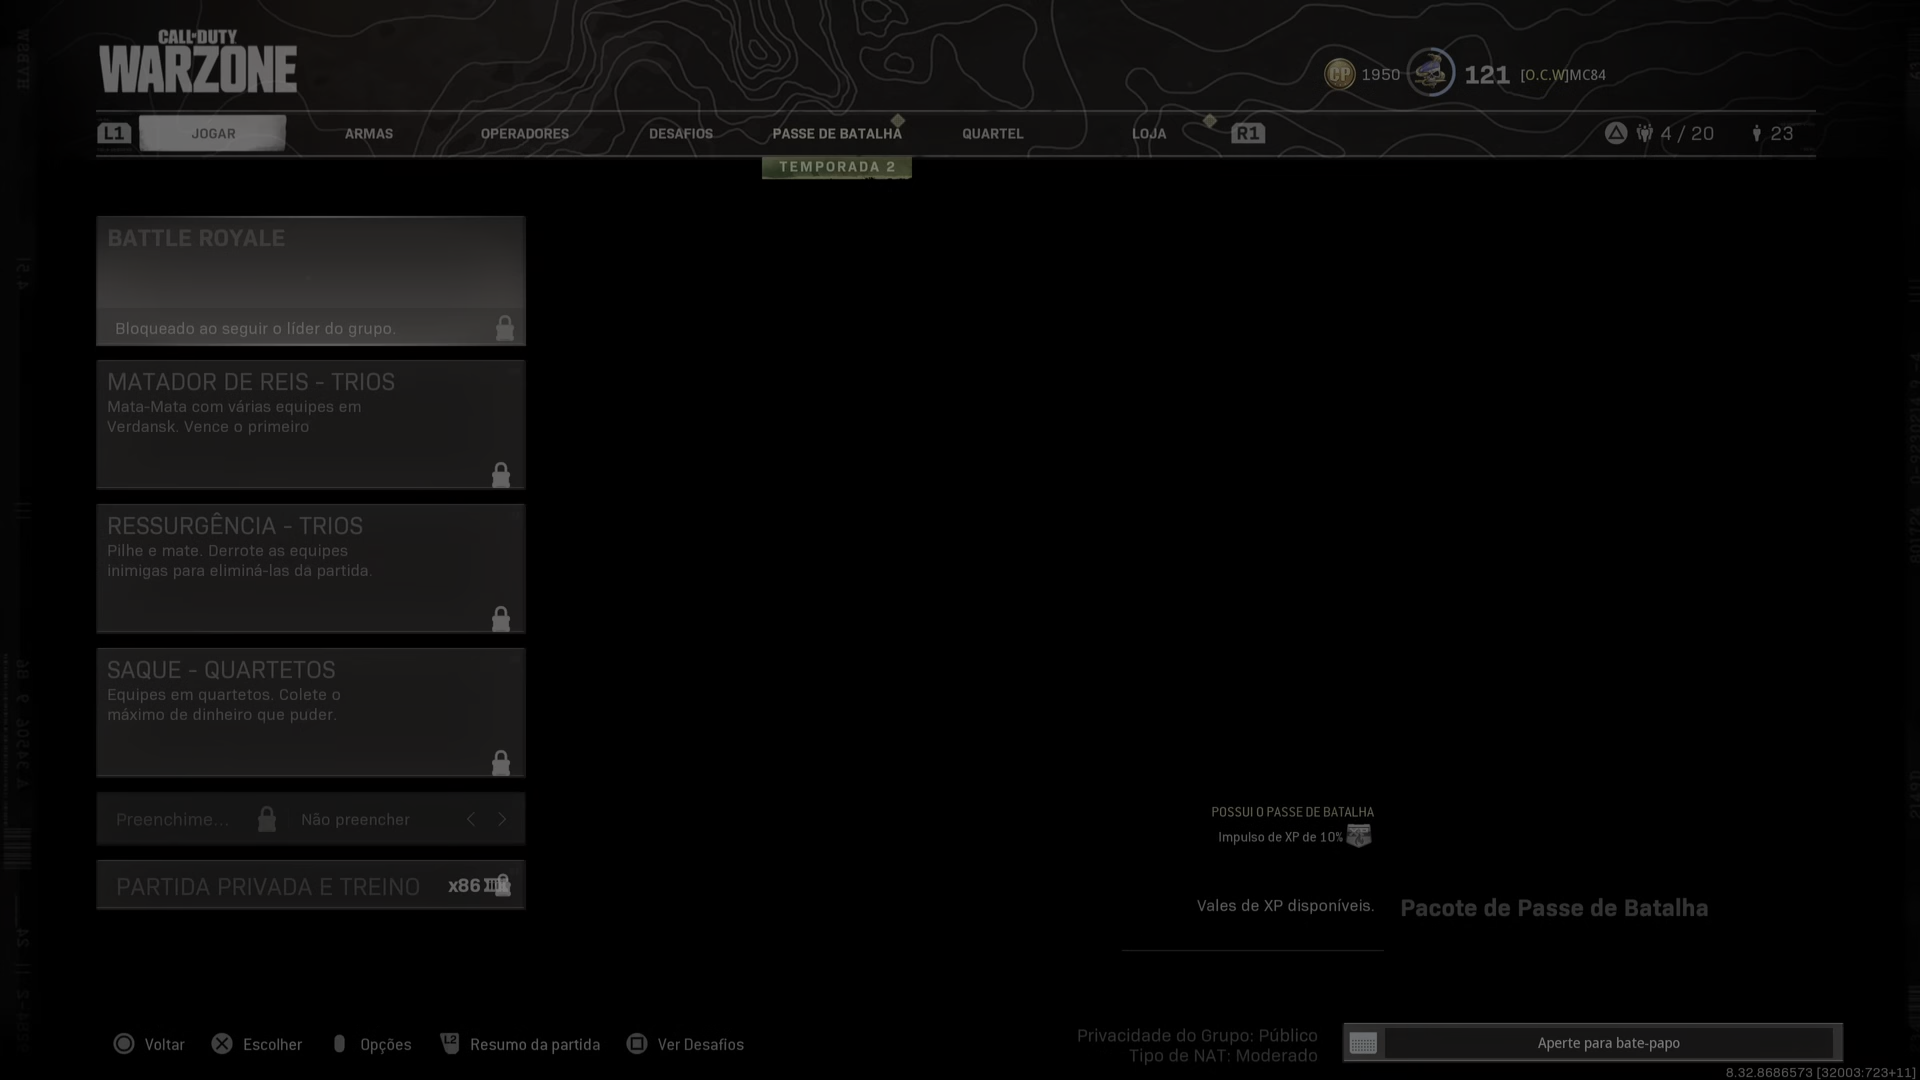 CALL OF DUTY
WARZONE
CP 1950 121 [O.C.W]MC84
L1 JOGAR ARMAS OPERADORES DESAFIOS PASSE DE BATALHA QUARTEL LOJA R1 4 / 20 23
TEMPORADA 2
BATTLE ROYALE
Bloqueado ao seguir o líder do grupo.
MATADOR DE REIS - TRIOS
Mata-Mata com várias equipes em
Verdansk. Vence o primeiro
RESSURGÊNCIA - TRIOS
Pilhe e mate. Derrote as equipes
inimigas para eliminá-las da partida.
SAQUE - QUARTETOS
Equipes em quartetos. Colete o
máximo de dinheiro que puder.
Preenchime... Não preencher
PARTIDA PRIVADA E TREINO x86
POSSUI O PASSE DE BATALHA
Impulso de XP de 10% XP
Vales de XP disponíveis.
Pacote de Passe de Batalha
Voltar Escolher Opções L2 Resumo da partida Ver Desafios
Privacidade do Grupo: Público
Tipo de NAT: Moderado
Aperte para bate-papo
8.32.8686573 [32003:723+11]